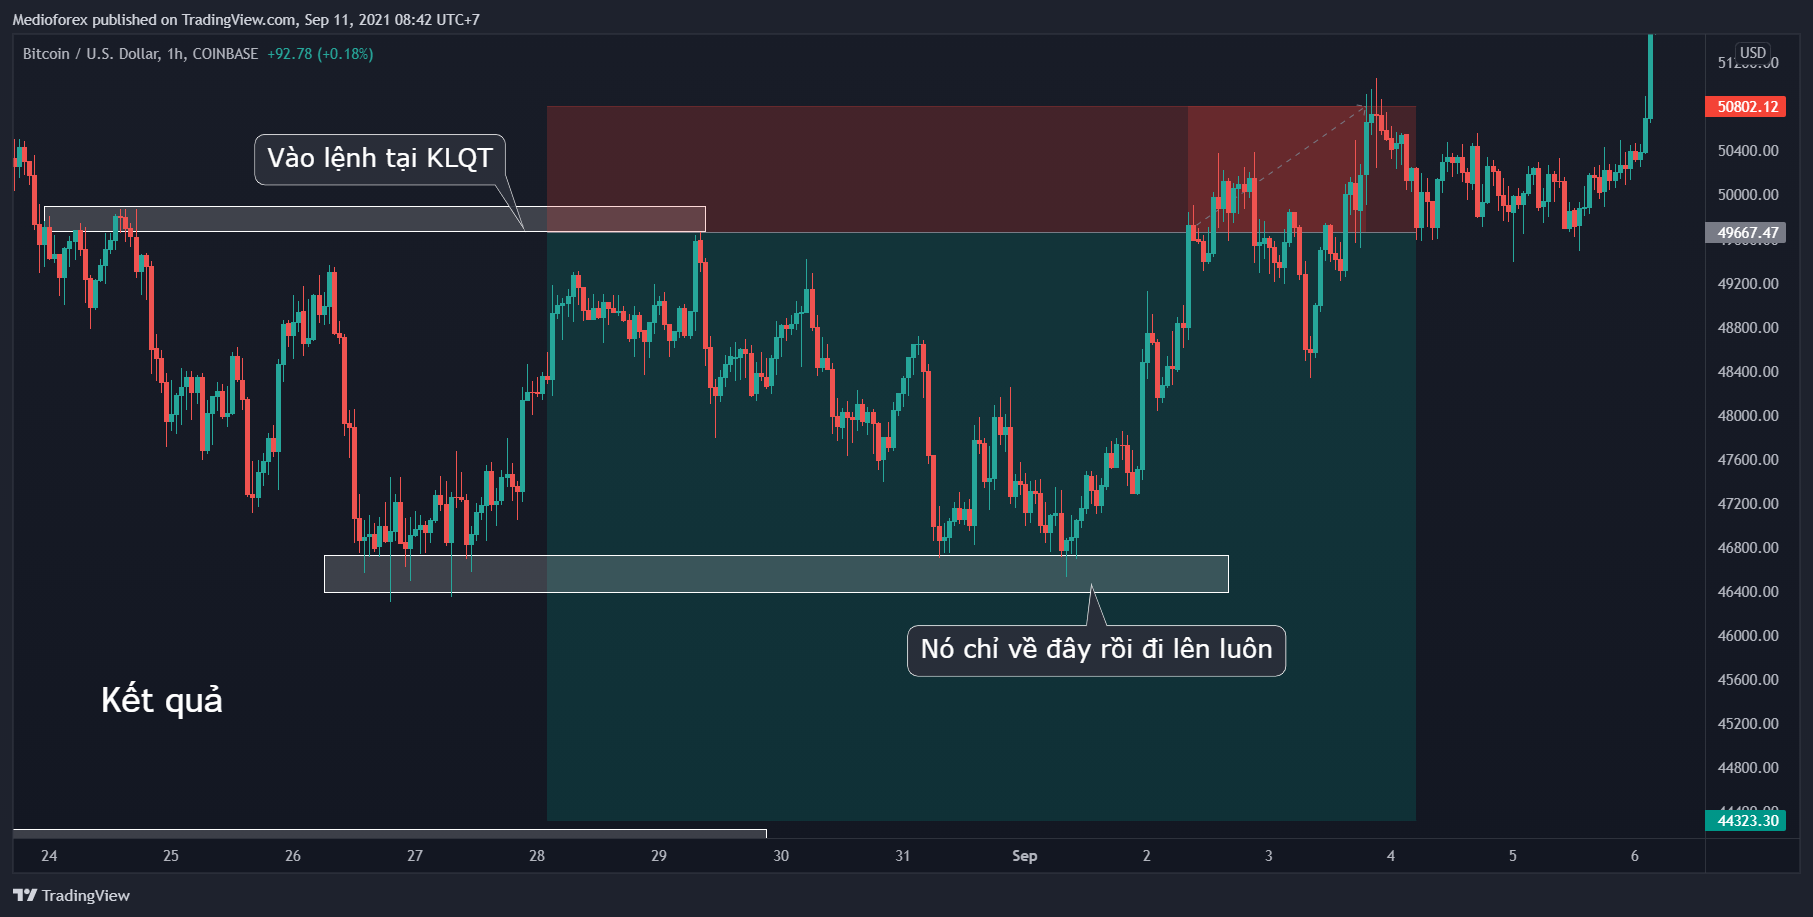 Medioforex published on TradingView.com, Sep 11, 2021 08:42 UTC+7
Bitcoin / U.S. Dollar, 1h, COINBASE +92.78 (+0.18%)
USD
50802.12
Vào lệnh tại KLQT
50400.00
50000.00
49667.47
49200.00
48800.00
48400.00
48000.00
47600.00
47200.00
46800.00
46400.00
46000.00
Nó chỉ về đây rồi đi lên luôn
45600.00
Kết quả
45200.00
44800.00
44323.30
24 25 26 27 28 29 30 31 Sep 2 3 4 5 6
TradingView